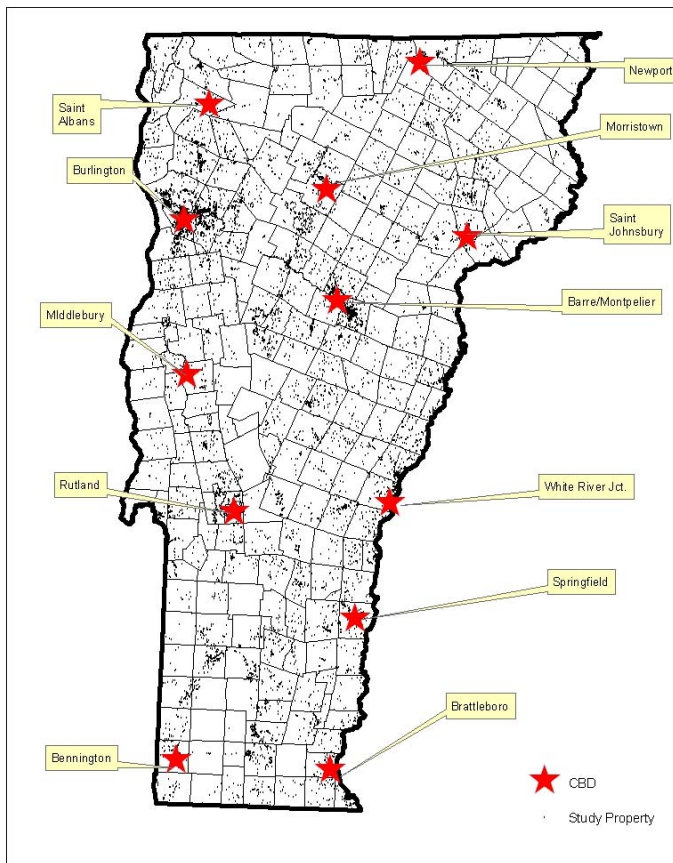 Newport
Saint
Albans
Morristown
Burlington
Saint
Johnsbury
Barre/Montpelier
MIddlebury
Rutland
White River Jct.
Springfield
Brattleboro
Bennington
CBD
Study Property